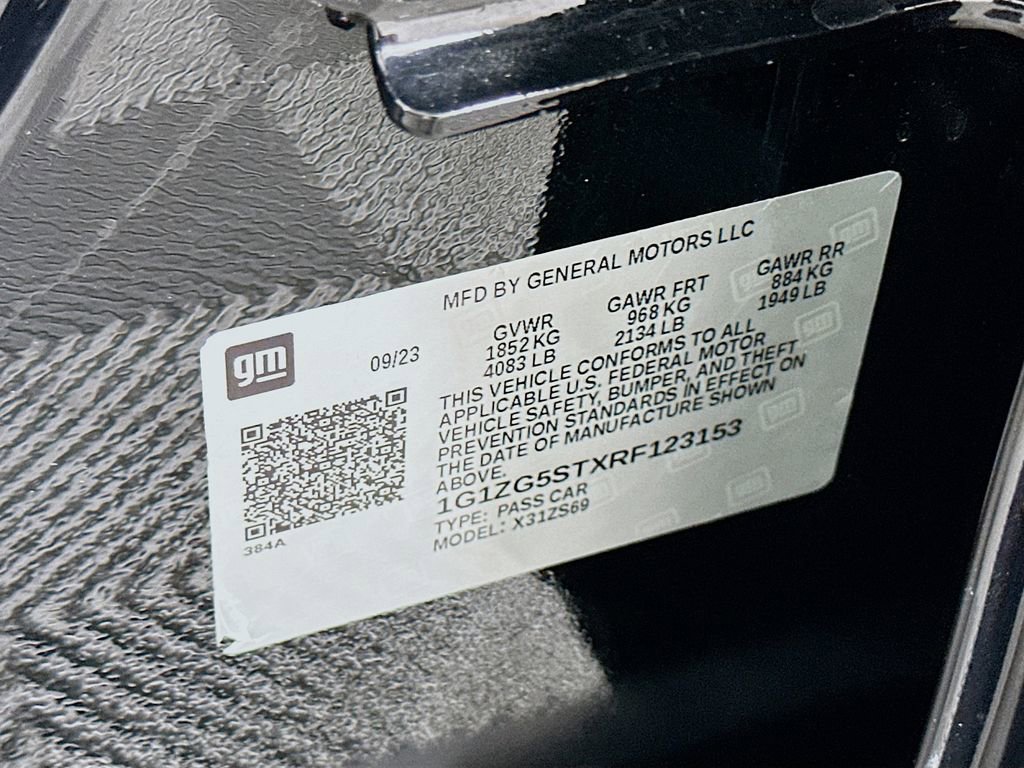 MFD BY GENERAL MOTORS LLC
gm
09/23
GVWR GAWR FRT GAWR RR
1852 KG 968 KG 884 KG
4083 LB 2134 LB 1949 LB
THIS VEHICLE CONFORMS TO ALL
APPLICABLE U.S. FEDERAL MOTOR
VEHICLE SAFETY, BUMPER, AND THEFT
PREVENTION STANDARDS IN EFFECT ON
THE DATE OF MANUFACTURE SHOWN
ABOVE.
1G1ZG5STXRF123153
TYPE: PASS CAR
MODEL: X31ZS69
384A